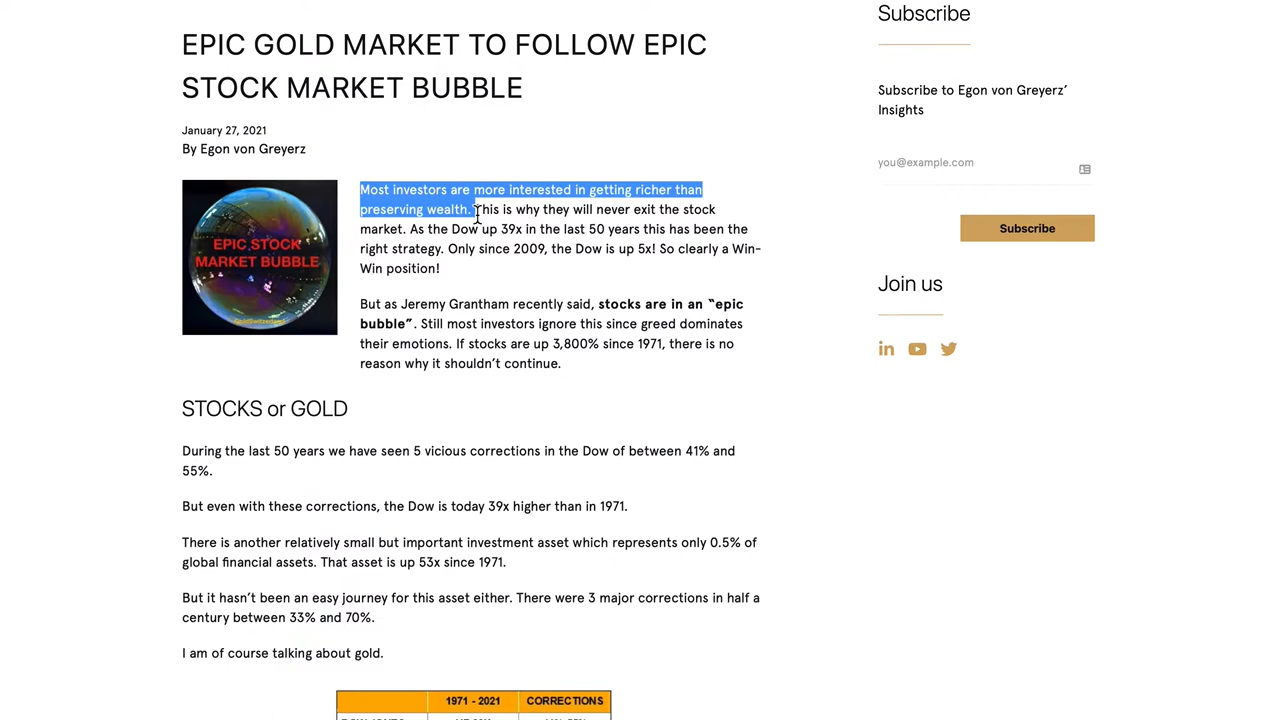 EPIC GOLD MARKET TO FOLLOW EPIC
STOCK MARKET BUBBLE
January 27, 2021
By Egon von Greyerz
EPIC STOCK
MARKET BUBBLE
Most investors are more interested in getting richer than
preserving wealth. This is why they will never exit the stock
market. As the Dow up 39x in the last 50 years this has been the
right strategy. Only since 2009, the Dow is up 5x! So clearly a Win-
Win position!
But as Jeremy Grantham recently said, stocks are in an “epic
bubble”. Still most investors ignore this since greed dominates
their emotions. If stocks are up 3,800% since 1971, there is no
reason why it shouldn’t continue.
STOCKS or GOLD
During the last 50 years we have seen 5 vicious corrections in the Dow of between 41% and
55%.
But even with these corrections, the Dow is today 39x higher than in 1971.
There is another relatively small but important investment asset which represents only 0.5% of
global financial assets. That asset is up 53x since 1971.
But it hasn’t been an easy journey for this asset either. There were 3 major corrections in half a
century between 33% and 70%.
I am of course talking about gold.
1971 - 2021 CORRECTIONS
Subscribe
Subscribe to Egon von Greyerz’
Insights
you@example.com
Subscribe
Join us